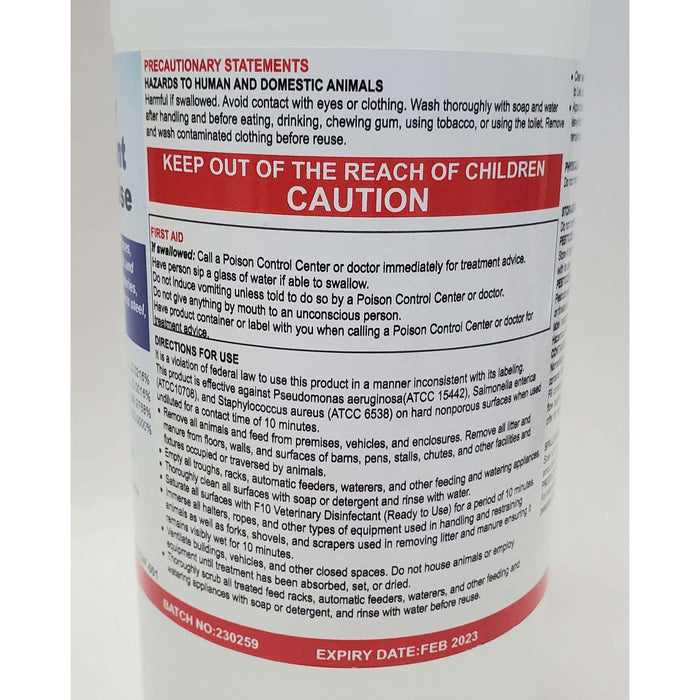 PRECAUTIONARY STATEMENTS
HAZARDS TO HUMAN AND DOMESTIC ANIMALS
Harmful if swallowed. Avoid contact with eyes or clothing. Wash thoroughly with soap and water
after handling and before eating, drinking, chewing gum, using tobacco, or using the toilet. Remove
and wash contaminated clothing before reuse.
KEEP OUT OF THE REACH OF CHILDREN
CAUTION
FIRST AID
If swallowed: Call a Poison Control Center or doctor immediately for treatment advice.
Have person sip a glass of water if able to swallow.
Do not induce vomiting unless told to do so by a Poison Control Center or doctor.
Do not give anything by mouth to an unconscious person.
Have product container or label with you when calling a Poison Control Center or doctor for
treatment advice.
DIRECTIONS FOR USE
It is a violation of federal law to use this product in a manner inconsistent with its labeling.
This product is effective against Pseudomonas aeruginosa(ATCC 15442), Salmonella enterica
(ATCC10708), and Staphylococcus aureus (ATCC 6538) on hard nonporous surfaces when used
undiluted for a contact time of 10 minutes.
• Remove all animals and feed from premises, vehicles, and enclosures. Remove all litter and
manure from floors, walls, and surfaces of barns, pens, stalls, chutes, and other facilities and
fixtures occupied or traversed by animals.
• Empty all troughs, racks, automatic feeders, waterers, and other feeding and watering appliances.
• Thoroughly clean all surfaces with soap or detergent and rinse with water.
• Saturate all surfaces with F10 Veterinary Disinfectant (Ready to Use) for a period of 10 minutes.
• Immerse all halters, ropes, and other types of equipment used in handling and restraining
animals as well as forks, shovels, and scrapers used in removing litter and manure ensuring it
remains visibly wet for 10 minutes.
• Ventilate buildings, vehicles, and other closed spaces. Do not house animals or employ
equipment until treatment has been absorbed, set, or dried.
• Thoroughly scrub all treated feed racks, automatic feeders, waterers, and other feeding and
watering appliances with soap or detergent, and rinse with water before reuse.
BATCH NO:230259
EXPIRY DATE:FEB 2023